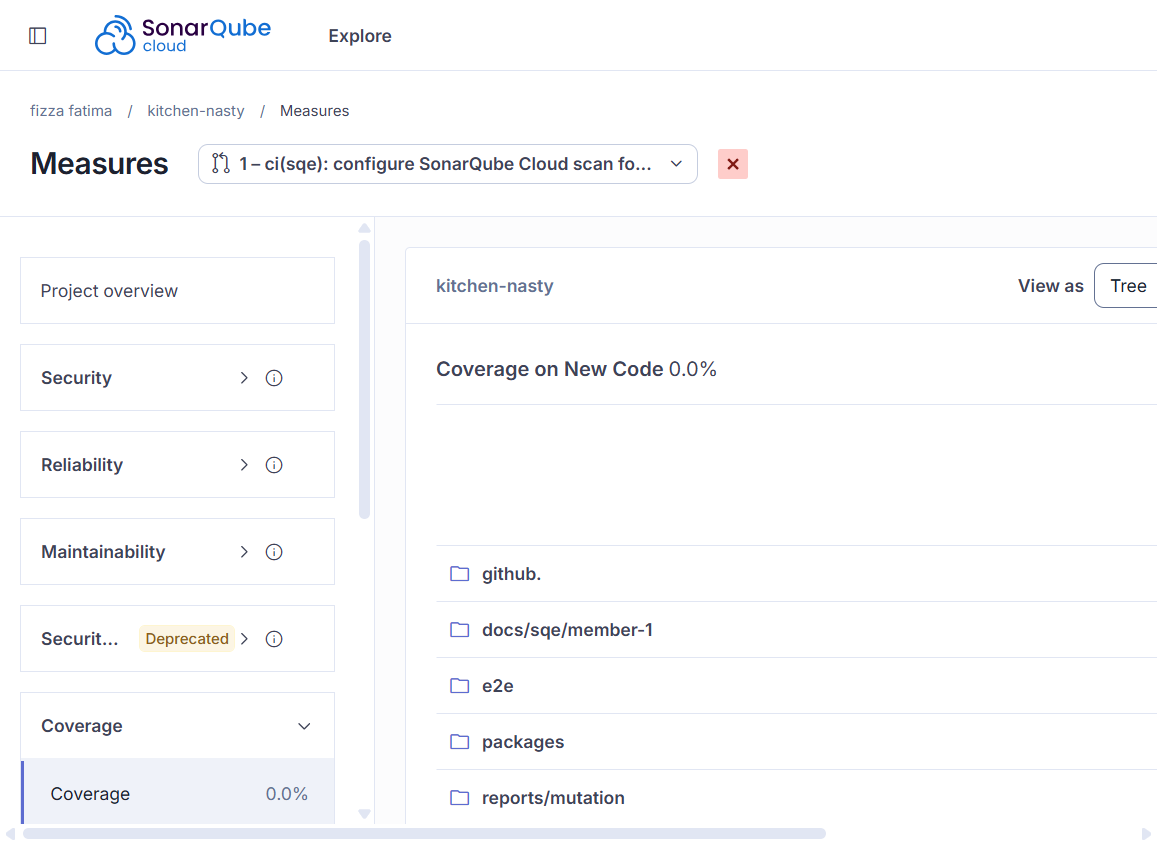 SonarQube
cloud
Explore
fizza fatima / kitchen-nasty / Measures
Measures
1 – ci(sqe): configure SonarQube Cloud scan fo...
Project overview
Security
Reliability
Maintainability
Securit... Deprecated
Coverage
Coverage 0.0%
kitchen-nasty
View as Tree
Coverage on New Code 0.0%
github.
docs/sqe/member-1
e2e
packages
reports/mutation